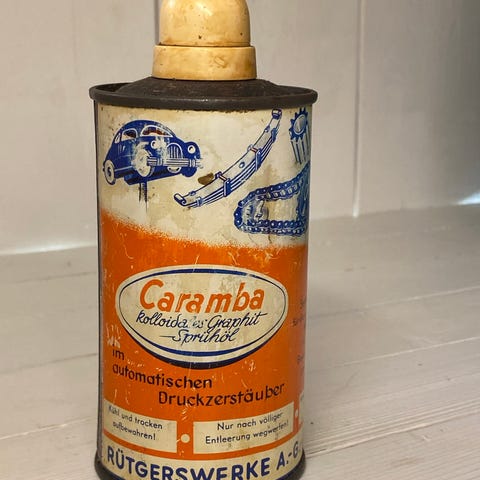 Caramba
kolloidales Graphit
Sprühöl
im
automatischen
Druckzerstäuber
Kühl und trocken
aufbewahren!
Nur nach völliger
Entleerung wegwerfen!
RÜTGERSWERKE A.-G